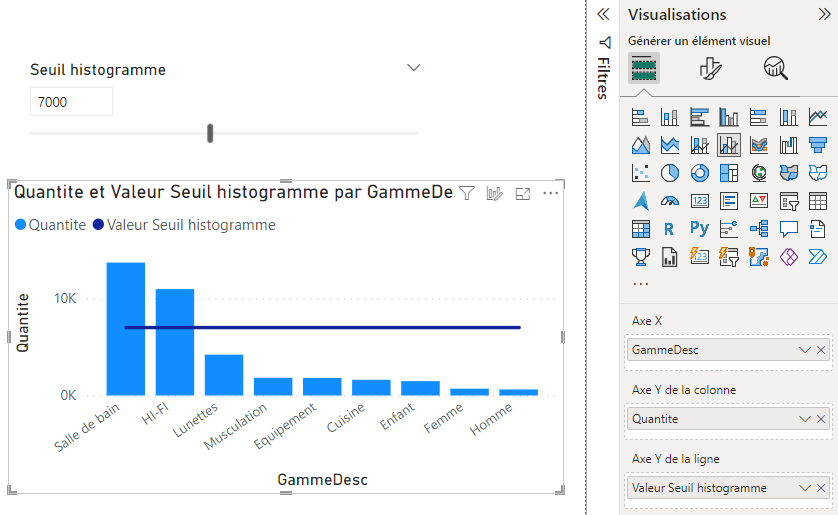 Seuil histogramme
7000
Quantite et Valeur Seuil histogramme par GammeDe...
Quantite
Valeur Seuil histogramme
Quantite
10K
0K
Salle de bain
HI-FI
Lunettes
Musculation
Equipement
Cuisine
Enfant
Femme
Homme
GammeDesc
Filtres
Visualisations
Générer un élément visuel
123
R
Py
123
...
Axe X
GammeDesc
Axe Y de la colonne
Quantite
Axe Y de la ligne
Valeur Seuil histogramme